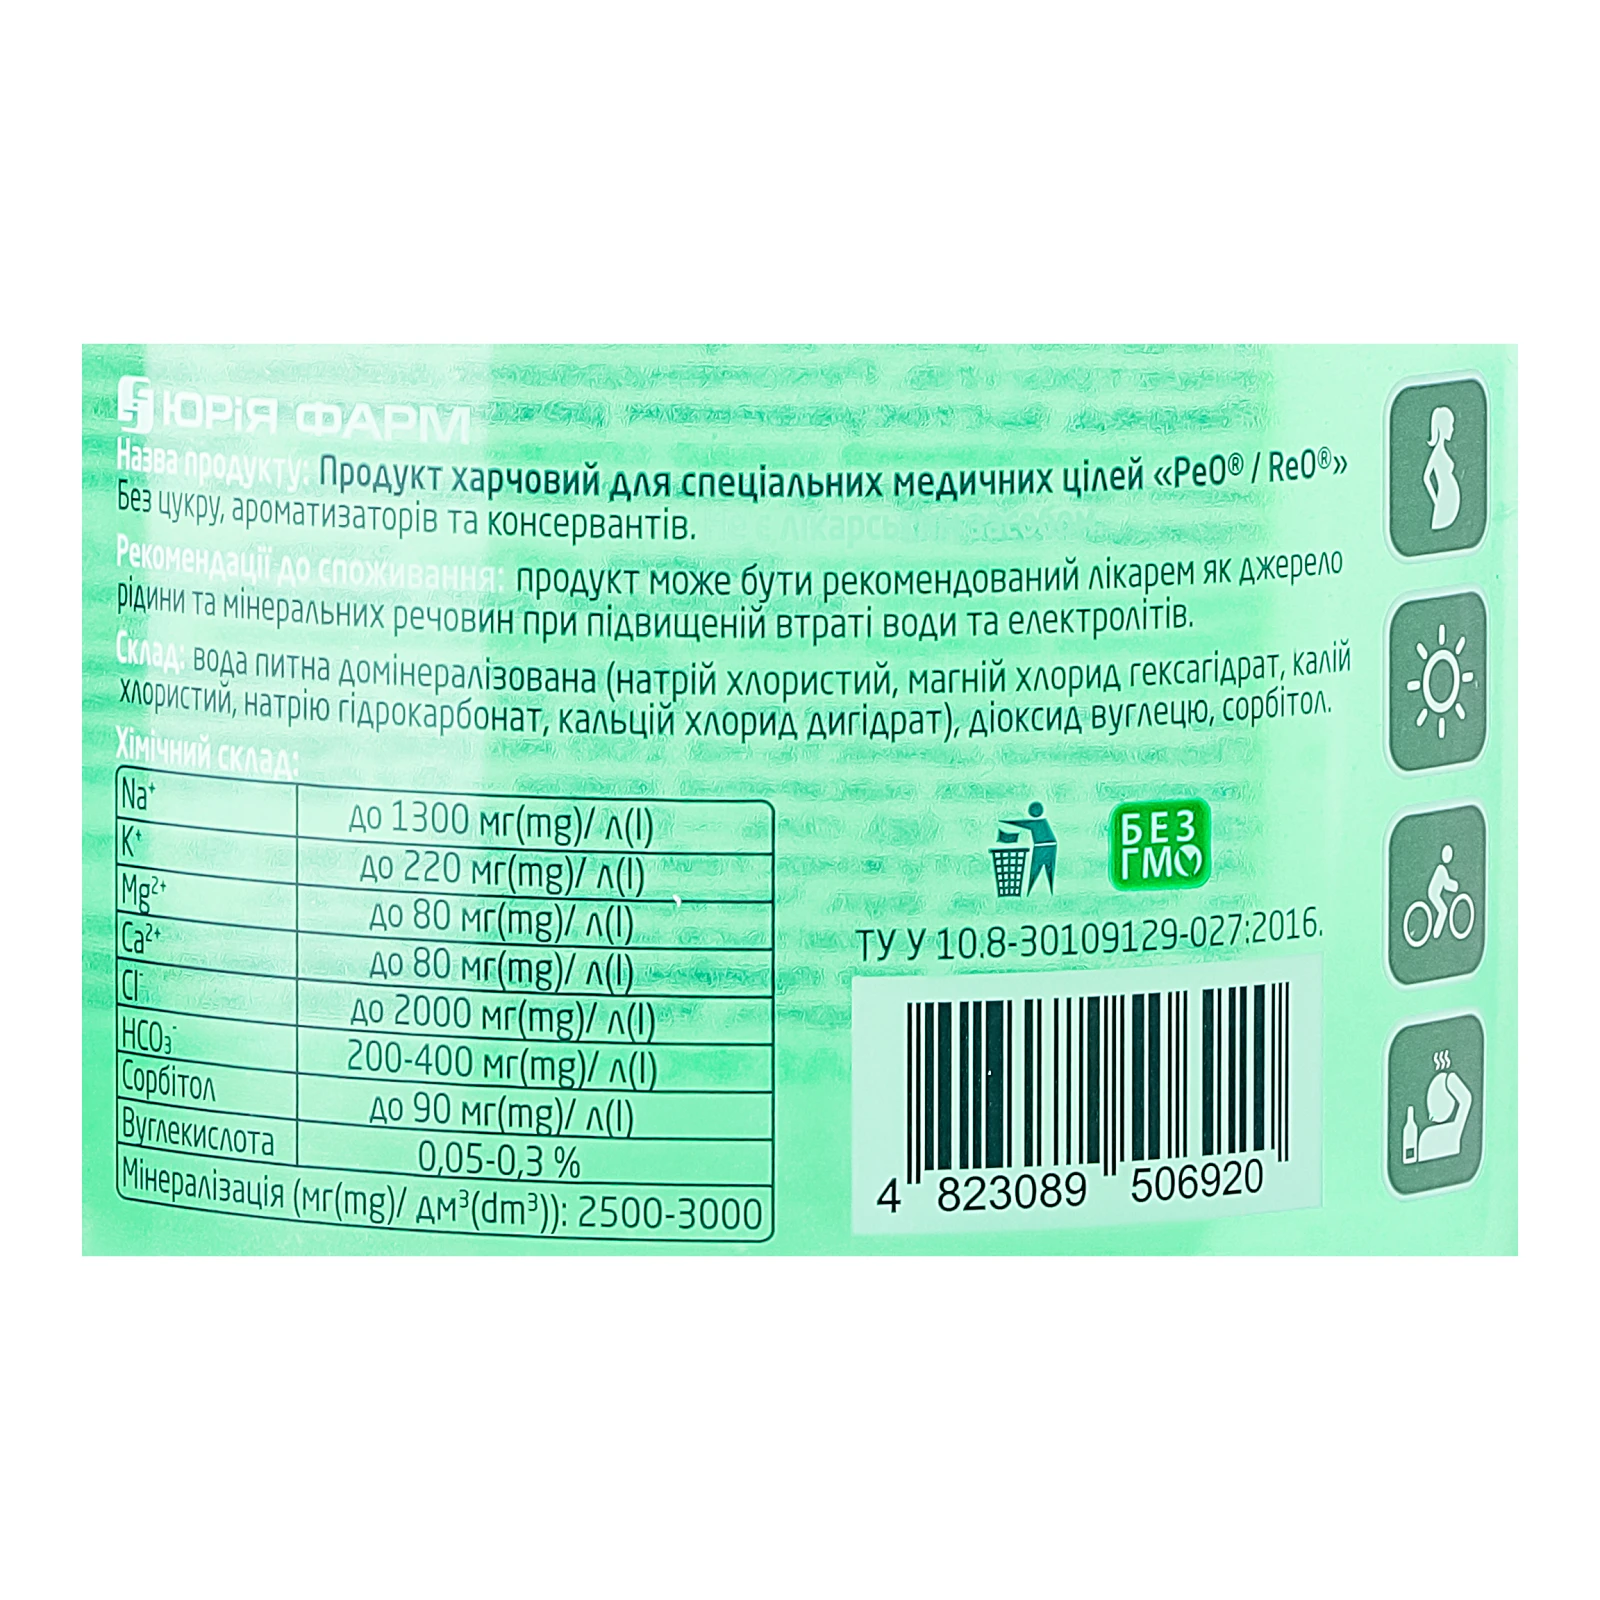 ЮРіЯ ФАРМ
Назва продукту: Продукт харчовий для спеціальних медичних цілей «РеО® / ReO®»
Без цукру, ароматизаторів та консервантів.
Рекомендації до споживання: продукт може бути рекомендований лікарем як джерело
рідини та мінеральних речовин при підвищеній втраті води та електролітів.
Склад: вода питна домінералізована (натрій хлористий, магній хлорид гексагідрат, калій
хлористий, натрію гідрокарбонат, кальцій хлорид дигідрат), діоксид вуглецю, сорбітол.
Хімічний склад:
Na⁺ до 1300 мг(mg)/ л(l)
K⁺ до 220 мг(mg)/ л(l)
Mg²⁺ до 80 мг(mg)/ л(l)
Ca²⁺ до 80 мг(mg)/ л(l)
Cl⁻ до 2000 мг(mg)/ л(l)
HCO₃⁻ 200-400 мг(mg)/ л(l)
Сорбітол до 90 мг(mg)/ л(l)
Вуглекислота 0,05-0,3 %
Мінералізація (мг(mg)/ дм³(dm³)): 2500-3000
БЕЗ
ГМО
ТУ У 10.8-30109129-027:2016.
4 823089 506920